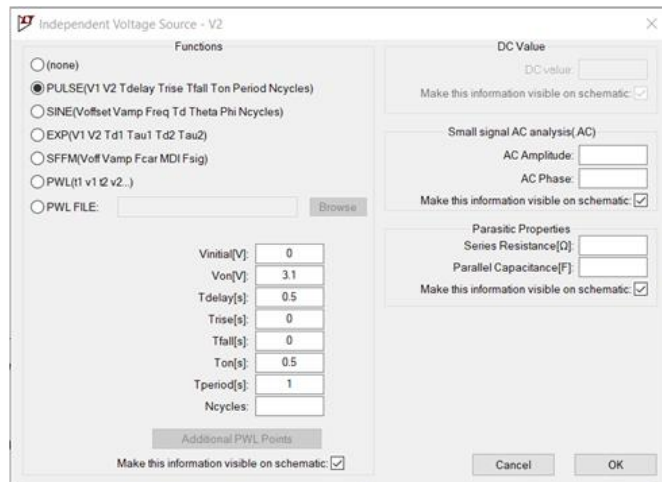 Independent Voltage Source - V2
Functions
(none)
PULSE(V1 V2 Tdelay Trise Tfall Ton Period Ncycles)
SINE(Voffset Vamp Freq Td Theta Phi Ncycles)
EXP(V1 V2 Td1 Tau1 Td2 Tau2)
SFFM(Voff Vamp Fcar MDI Fsig)
PWL(t1 v1 t2 v2...)
PWL FILE: Browse
Vinitial[V]: 0
Von[V]: 3.1
Tdelay[s]: 0.5
Trise[s]: 0
Tfall[s]: 0
Ton[s]: 0.5
Tperiod[s]: 1
Ncycles:
Additional PWL Points
Make this information visible on schematic:
DC Value
DC value:
Make this information visible on schematic:
Small signal AC analysis(.AC)
AC Amplitude:
AC Phase:
Make this information visible on schematic:
Parasitic Properties
Series Resistance[Ω]:
Parallel Capacitance[F]:
Make this information visible on schematic:
Cancel OK